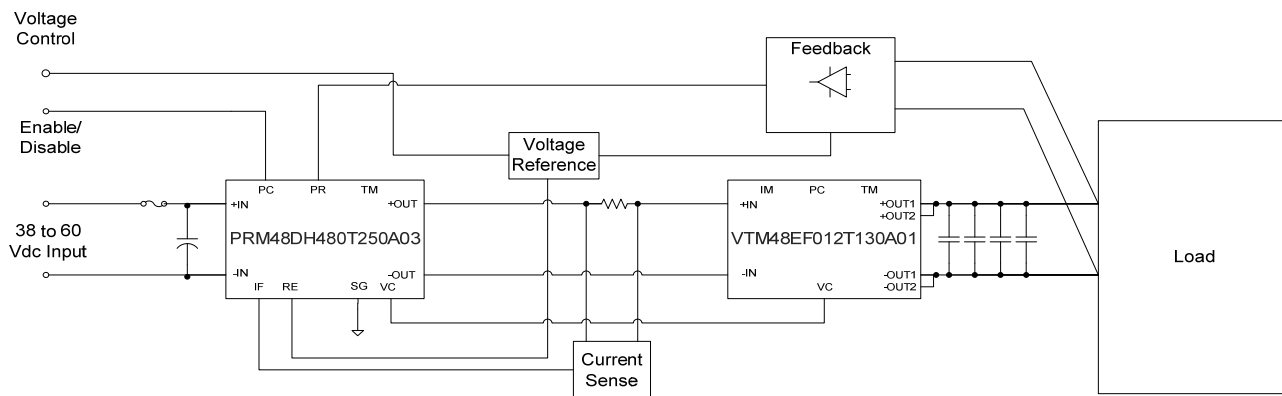 Voltage
Control
Feedback
Enable/
Disable
Voltage
Reference
PC
PR
TM
IM
PC
TM
+IN
+OUT
+IN
+OUT1
+OUT2
38 to 60
Vdc Input
PRM48DH480T250A03
VTM48EF012T130A01
Load
-IN
-OUT
-IN
-OUT1
-OUT2
IF
RE
SG
VC
VC
Current
Sense